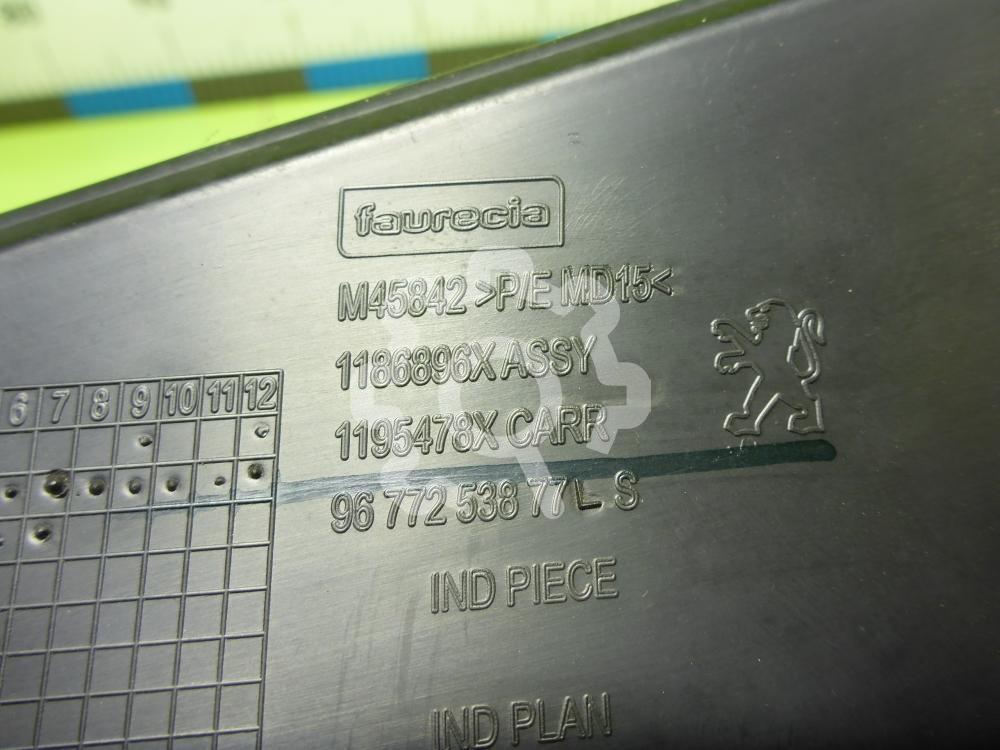 faurecia
M45842 >P/E MD15<
1186896X ASSY
1195478X CARR
6 7 8 9 10 11 12
96 772 538 77 L S
IND PIECE
IND PLAN